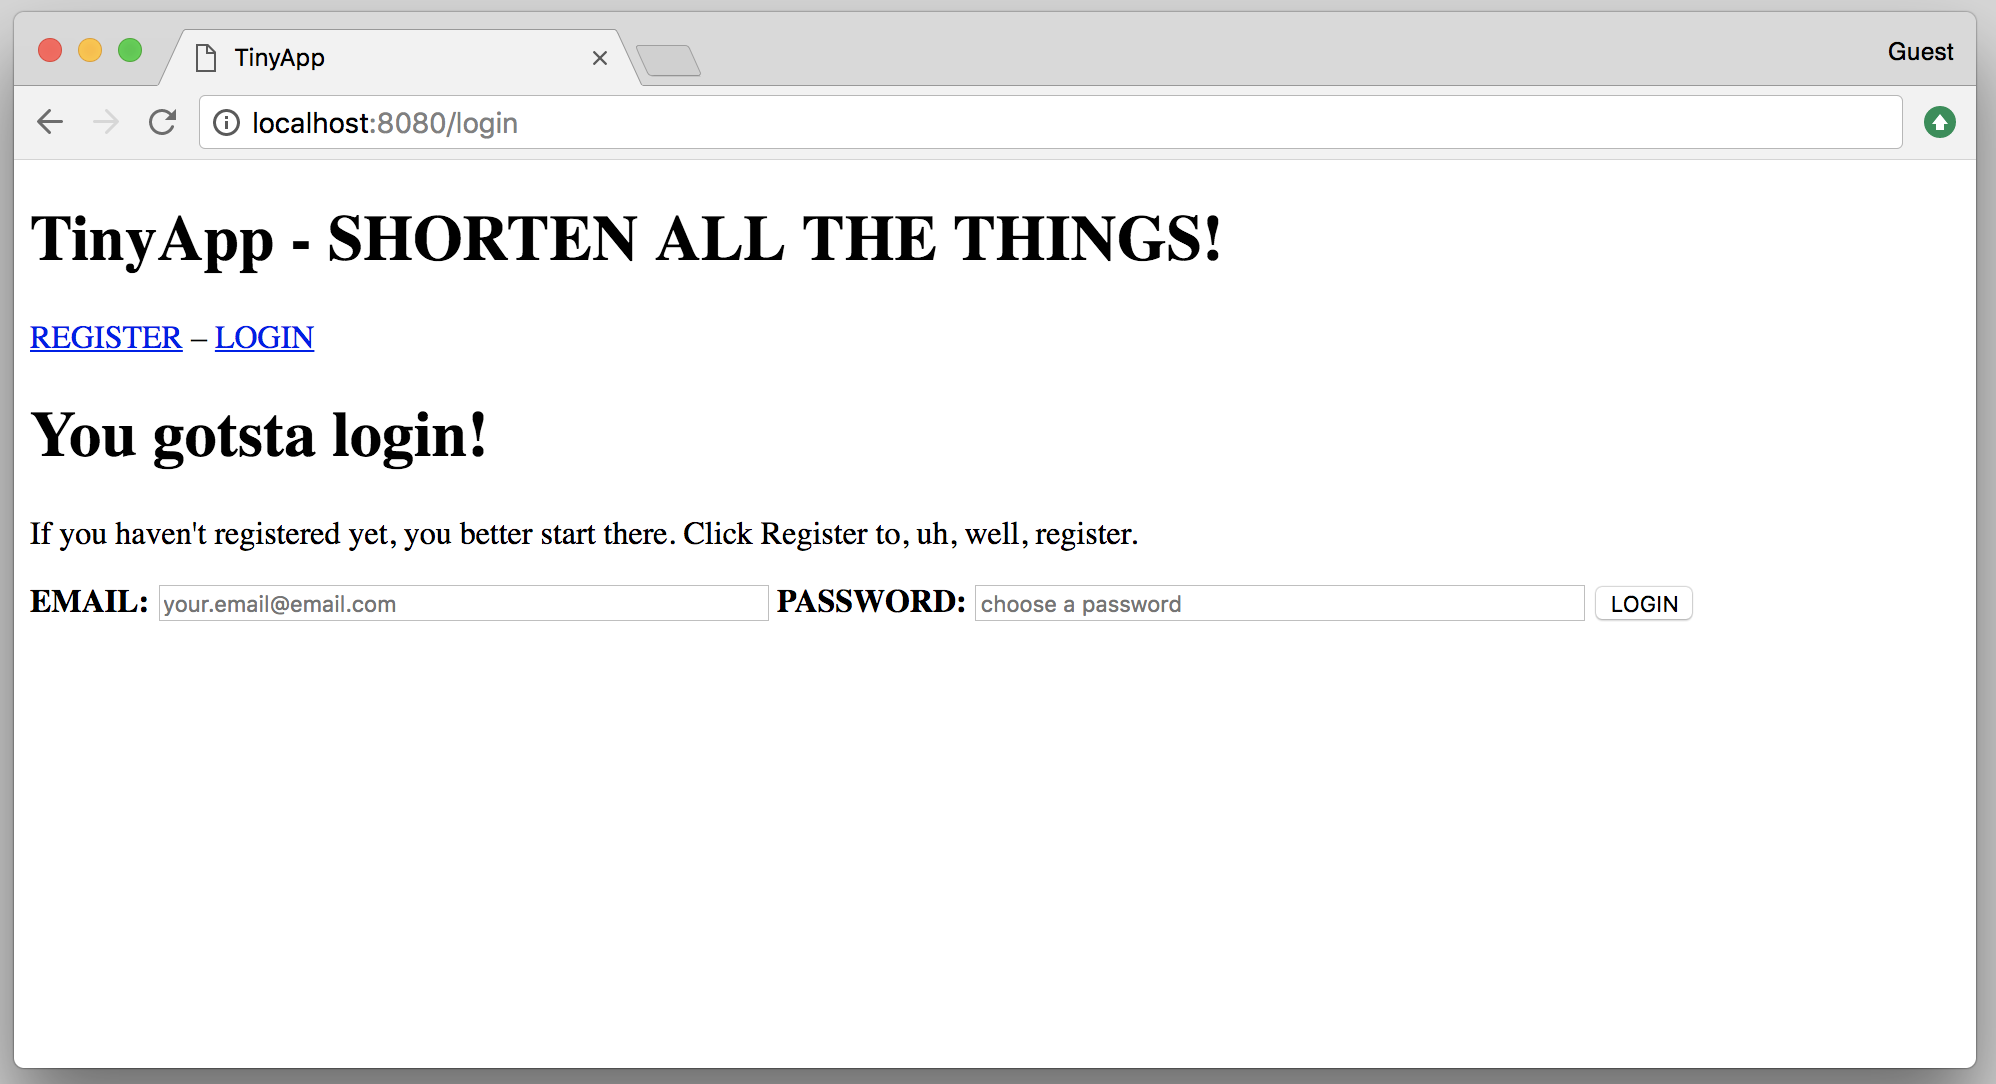 TinyApp
Guest
localhost:8080/login
TinyApp - SHORTEN ALL THE THINGS!
REGISTER – LOGIN
You gotsta login!
If you haven't registered yet, you better start there. Click Register to, uh, well, register.
EMAIL: your.email@email.com PASSWORD: choose a password LOGIN